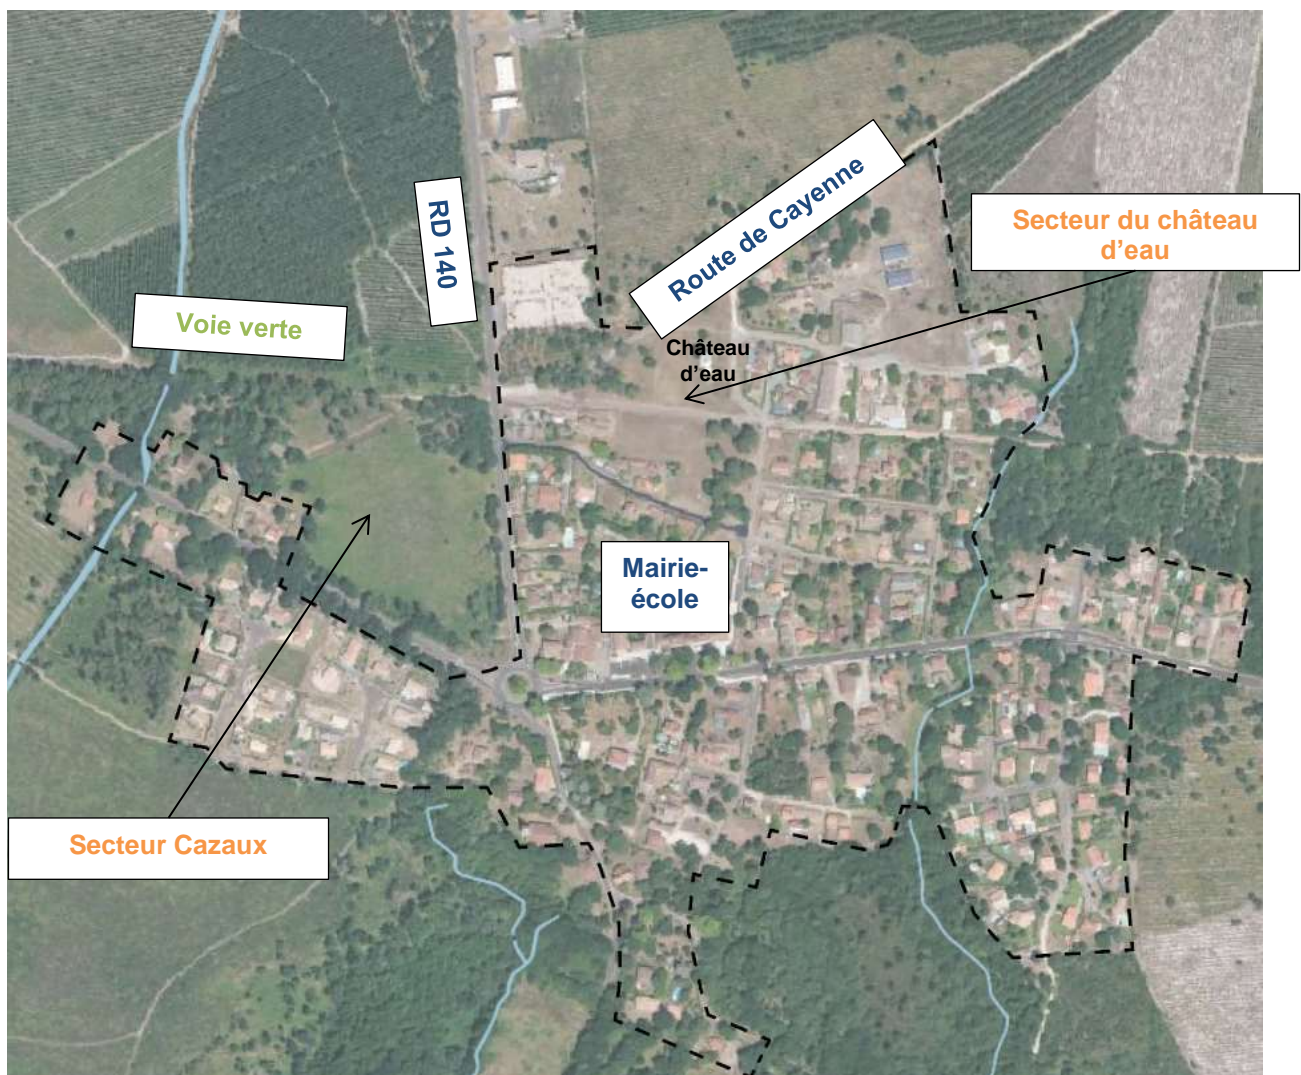 Route de Cayenne
RD 140
Secteur du château
d’eau
Voie verte
Château
d’eau
Mairie-
école
Secteur Cazaux